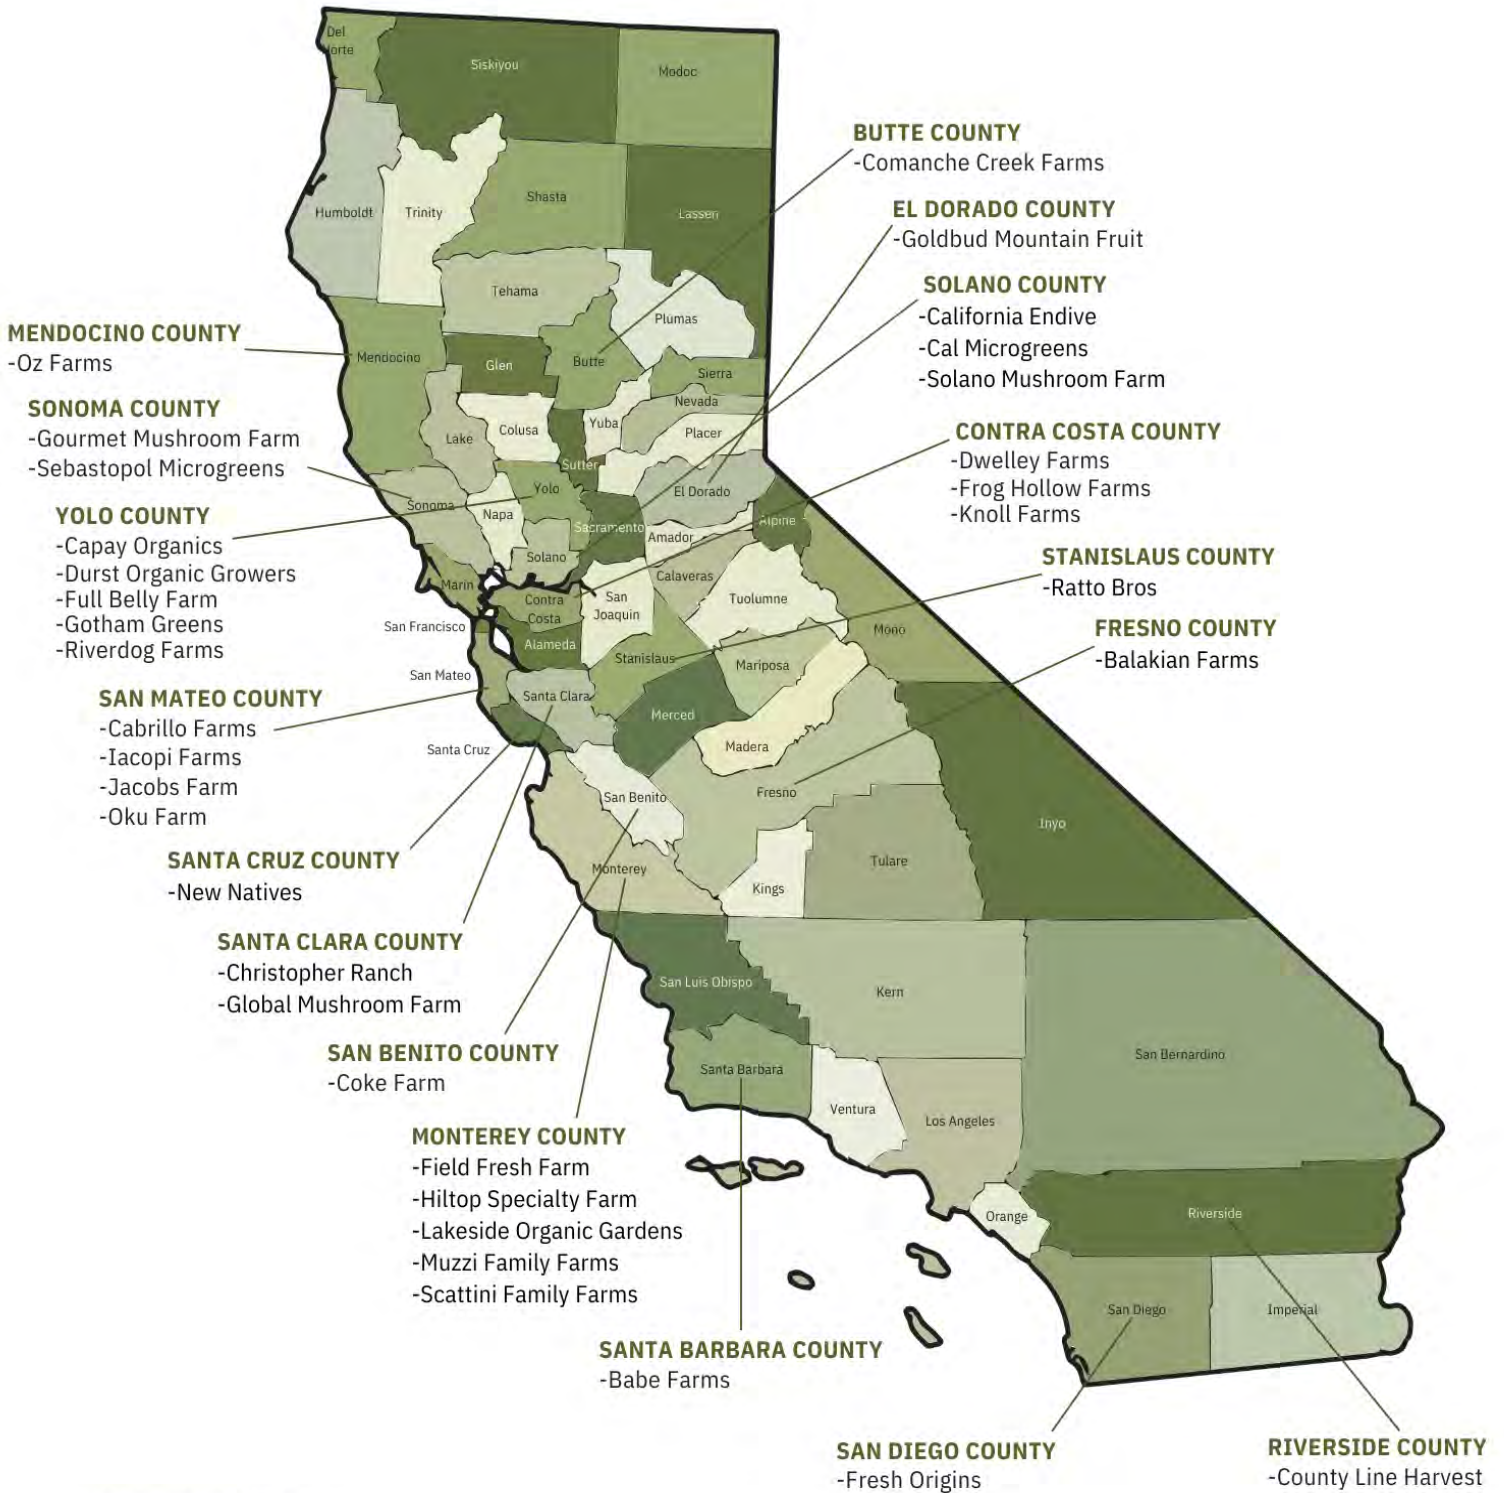 Del
Norte
Siskiyou
Modoc
Humboldt
Trinity
Shasta
Lassen
Tehama
Plumas
Mendocino
Glen
Butte
Sierra
Nevada
Lake
Colusa
Yuba
Placer
Sutter
Sonoma
Napa
Yolo
El Dorado
Sacramento
Alpine
Amador
Solano
Marin
Calaveras
Contra
Costa
San
Joaquin
Tuolumne
Mono
San Francisco
Alameda
Stanislaus
Mariposa
San Mateo
Santa Clara
Merced
Santa Cruz
Madera
San Benito
Fresno
Inyo
Monterey
Kings
Tulare
San Luis Obispo
Kern
San Bernardino
Santa Barbara
Ventura
Los Angeles
Orange
Riverside
San Diego
Imperial
MENDOCINO COUNTY
-Oz Farms
SONOMA COUNTY
-Gourmet Mushroom Farm
-Sebastopol Microgreens
YOLO COUNTY
-Capay Organics
-Durst Organic Growers
-Full Belly Farm
-Gotham Greens
-Riverdog Farms
SAN MATEO COUNTY
-Cabrillo Farms
-Iacopi Farms
-Jacobs Farm
-Oku Farm
SANTA CRUZ COUNTY
-New Natives
SANTA CLARA COUNTY
-Christopher Ranch
-Global Mushroom Farm
SAN BENITO COUNTY
-Coke Farm
MONTEREY COUNTY
-Field Fresh Farm
-Hiltop Specialty Farm
-Lakeside Organic Gardens
-Muzzi Family Farms
-Scattini Family Farms
SANTA BARBARA COUNTY
-Babe Farms
SAN DIEGO COUNTY
-Fresh Origins
RIVERSIDE COUNTY
-County Line Harvest
BUTTE COUNTY
-Comanche Creek Farms
EL DORADO COUNTY
-Goldbud Mountain Fruit
SOLANO COUNTY
-California Endive
-Cal Microgreens
-Solano Mushroom Farm
CONTRA COSTA COUNTY
-Dwelley Farms
-Frog Hollow Farms
-Knoll Farms
STANISLAUS COUNTY
-Ratto Bros
FRESNO COUNTY
-Balakian Farms